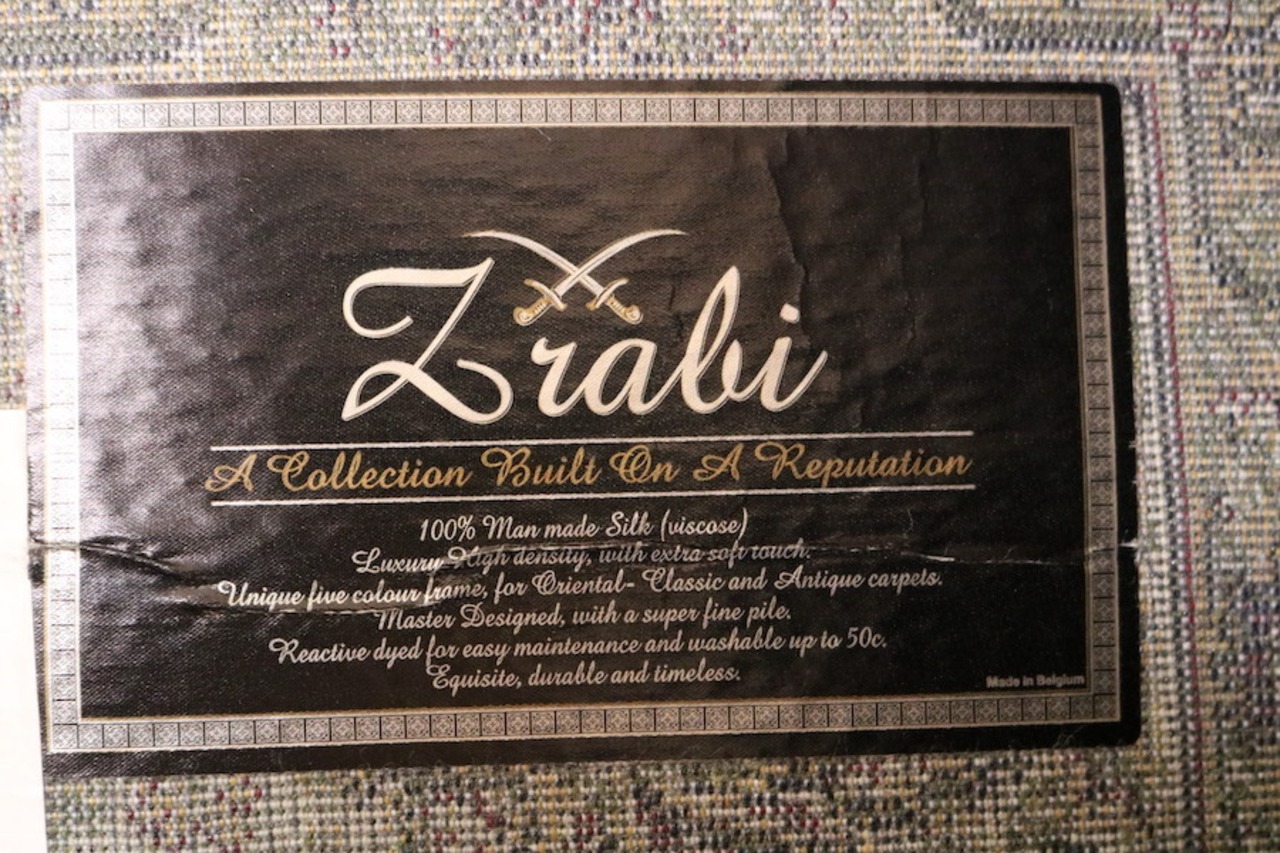 Zrabi
A Collection Built On A Reputation
100% Man made Silk (viscose)
Luxury High density, with extra soft touch.
Unique five colour frame, for Oriental- Classic and Antique carpets.
Master Designed, with a super fine pile.
Reactive dyed for easy maintenance and washable up to 50c.
Equisite, durable and timeless.
Made in Belgium